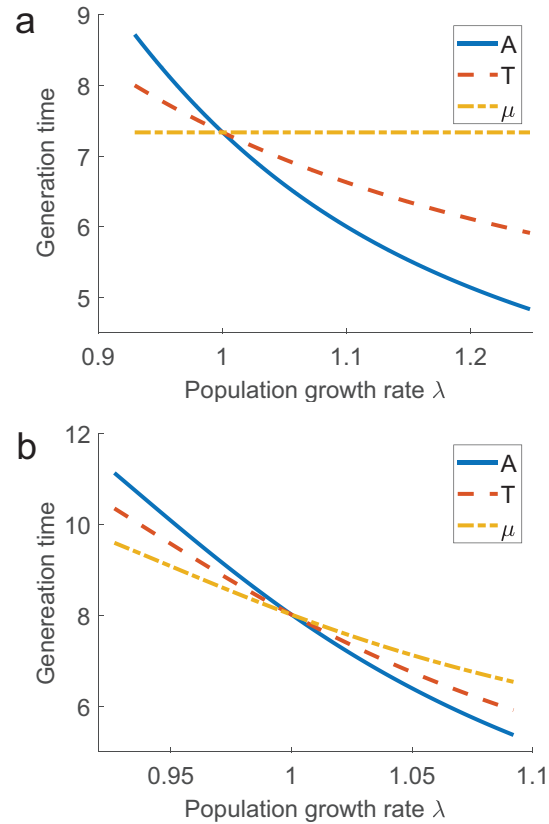 a
9
8
7
6
5
Generation time
A
T
μ
0.9
1
1.1
1.2
Population growth rate λ
b
12
10
8
6
Genereation time
A
T
μ
0.95
1
1.05
1.1
Population growth rate λ